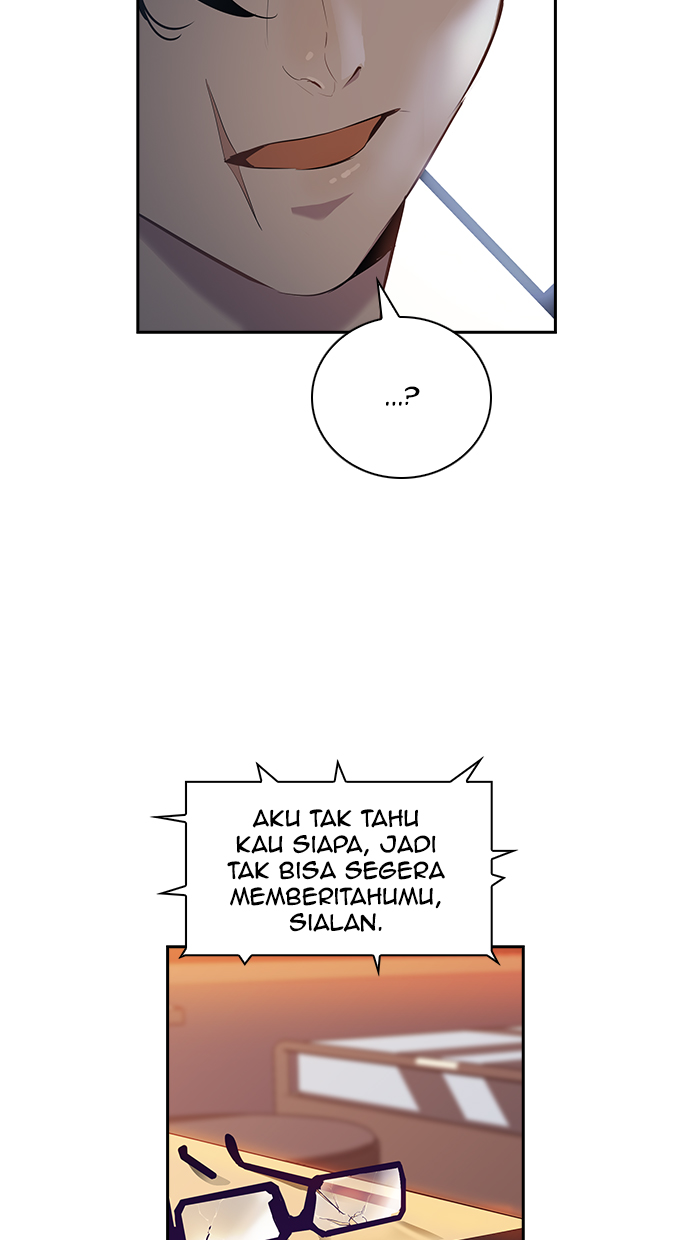 ...?
AKU TAK TAHU
KAU SIAPA, JADI
TAK BISA SEGERA
MEMBERITAHUMU,
SIALAN.